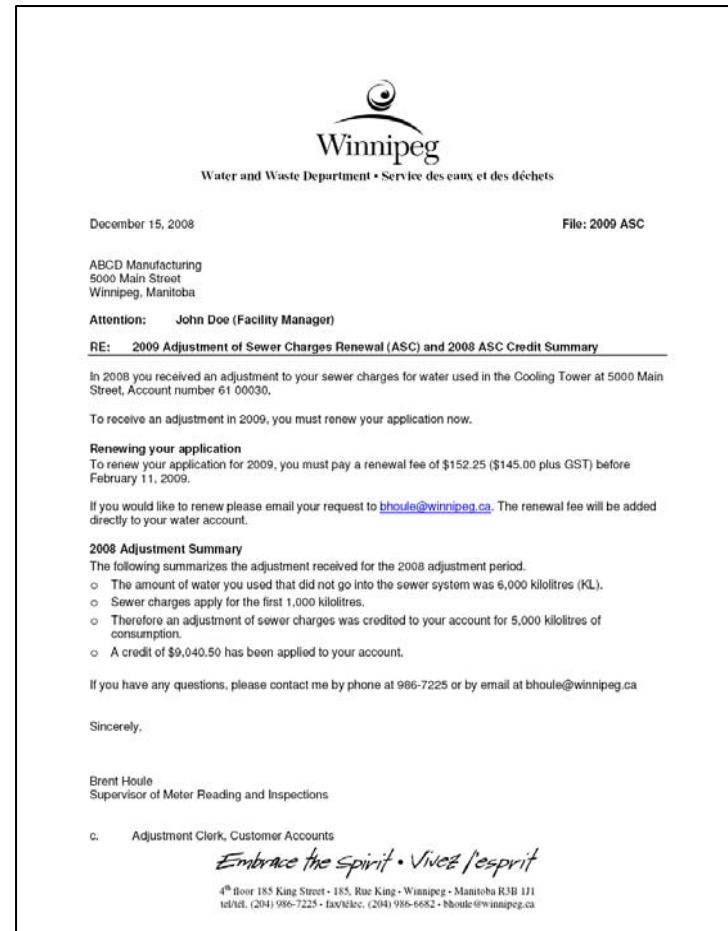 Winnipeg
Water and Waste Department • Service des eaux et des déchets
December 15, 2008 File: 2009 ASC
ABCD Manufacturing
5000 Main Street
Winnipeg, Manitoba
Attention: John Doe (Facility Manager)
RE: 2009 Adjustment of Sewer Charges Renewal (ASC) and 2008 ASC Credit Summary
In 2008 you received an adjustment to your sewer charges for water used in the Cooling Tower at 5000 Main
Street, Account number 61 00030.
To receive an adjustment in 2009, you must renew your application now.
Renewing your application
To renew your application for 2009, you must pay a renewal fee of $152.25 ($145.00 plus GST) before
February 11, 2009.
If you would like to renew please email your request to bhoule@winnipeg.ca. The renewal fee will be added
directly to your water account.
2008 Adjustment Summary
The following summarizes the adjustment received for the 2008 adjustment period.
o The amount of water you used that did not go into the sewer system was 6,000 kilolitres (KL).
o Sewer charges apply for the first 1,000 kilolitres.
o Therefore an adjustment of sewer charges was credited to your account for 5,000 kilolitres of
consumption.
o A credit of $9,040.50 has been applied to your account.
If you have any questions, please contact me by phone at 986-7225 or by email at bhoule@winnipeg.ca
Sincerely,
Brent Houle
Supervisor of Meter Reading and Inspections
c. Adjustment Clerk, Customer Accounts
Embrace the Spirit • Vivez l'esprit
4th floor 185 King Street • 185, Rue King • Winnipeg • Manitoba R3B 1J1
tel/tél. (204) 986-7225 • fax/téléc. (204) 986-6682 • bhoule@winnipeg.ca